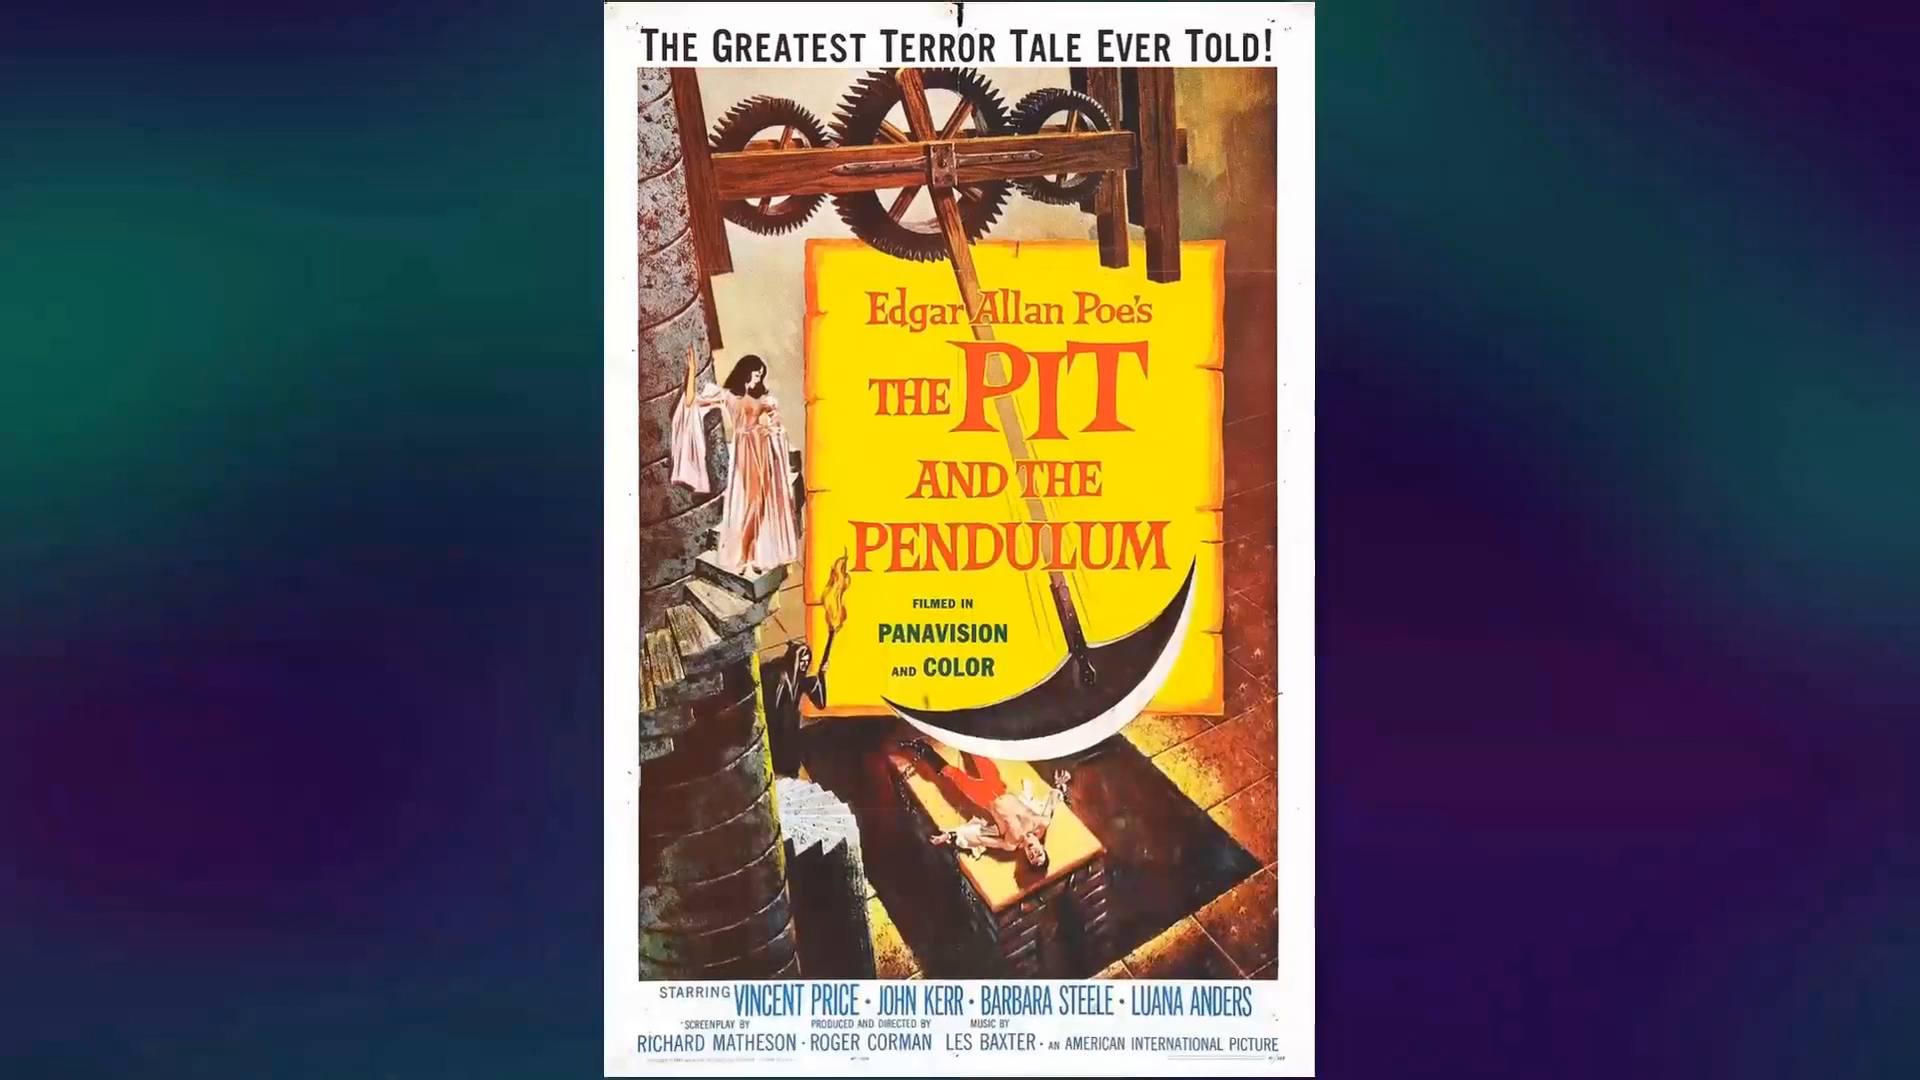 THE GREATEST TERROR TALE EVER TOLD!
Edgar Allan Poe's
THE PIT
AND THE
PENDULUM
FILMED IN
PANAVISION
AND COLOR
STARRING VINCENT PRICE · JOHN KERR · BARBARA STEELE · LUANA ANDERS
SCREENPLAY BY PRODUCED AND DIRECTED BY MUSIC BY
RICHARD MATHESON · ROGER CORMAN LES BAXTER · AN AMERICAN INTERNATIONAL PICTURE